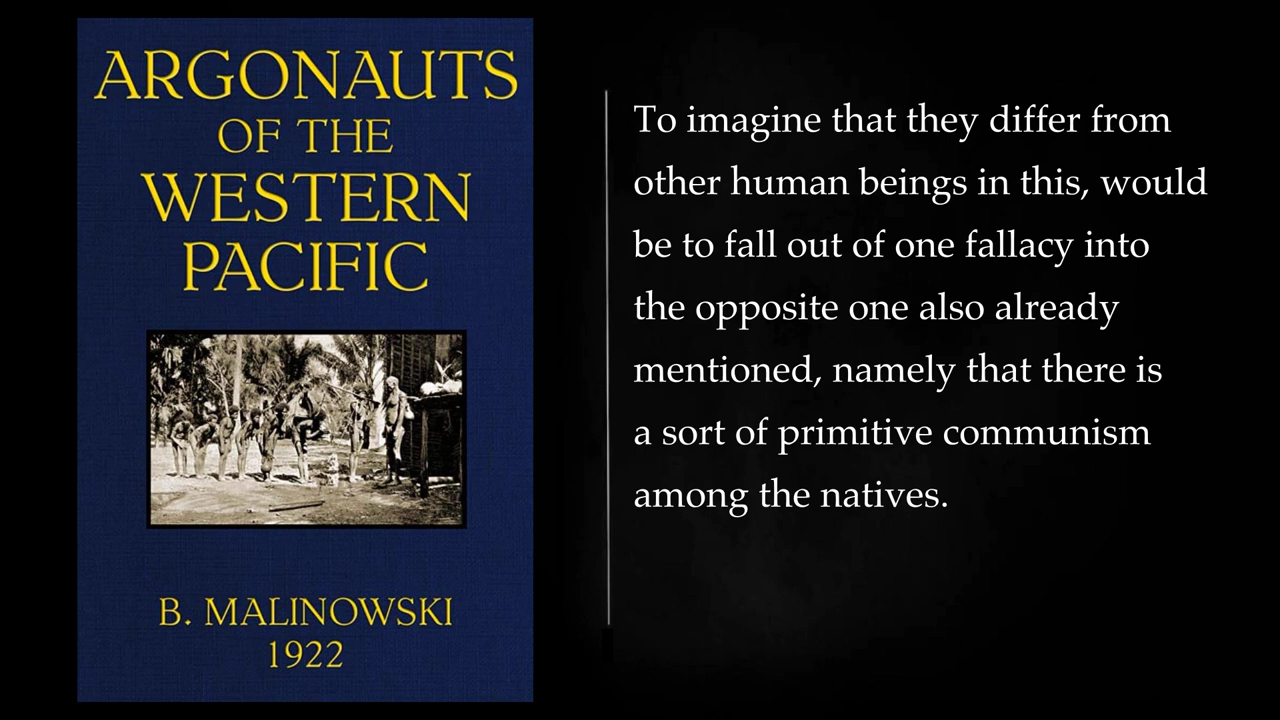 ARGONAUTS
OF THE
WESTERN
PACIFIC
B. MALINOWSKI
1922
To imagine that they differ from
other human beings in this, would
be to fall out of one fallacy into
the opposite one also already
mentioned, namely that there is
a sort of primitive communism
among the natives.